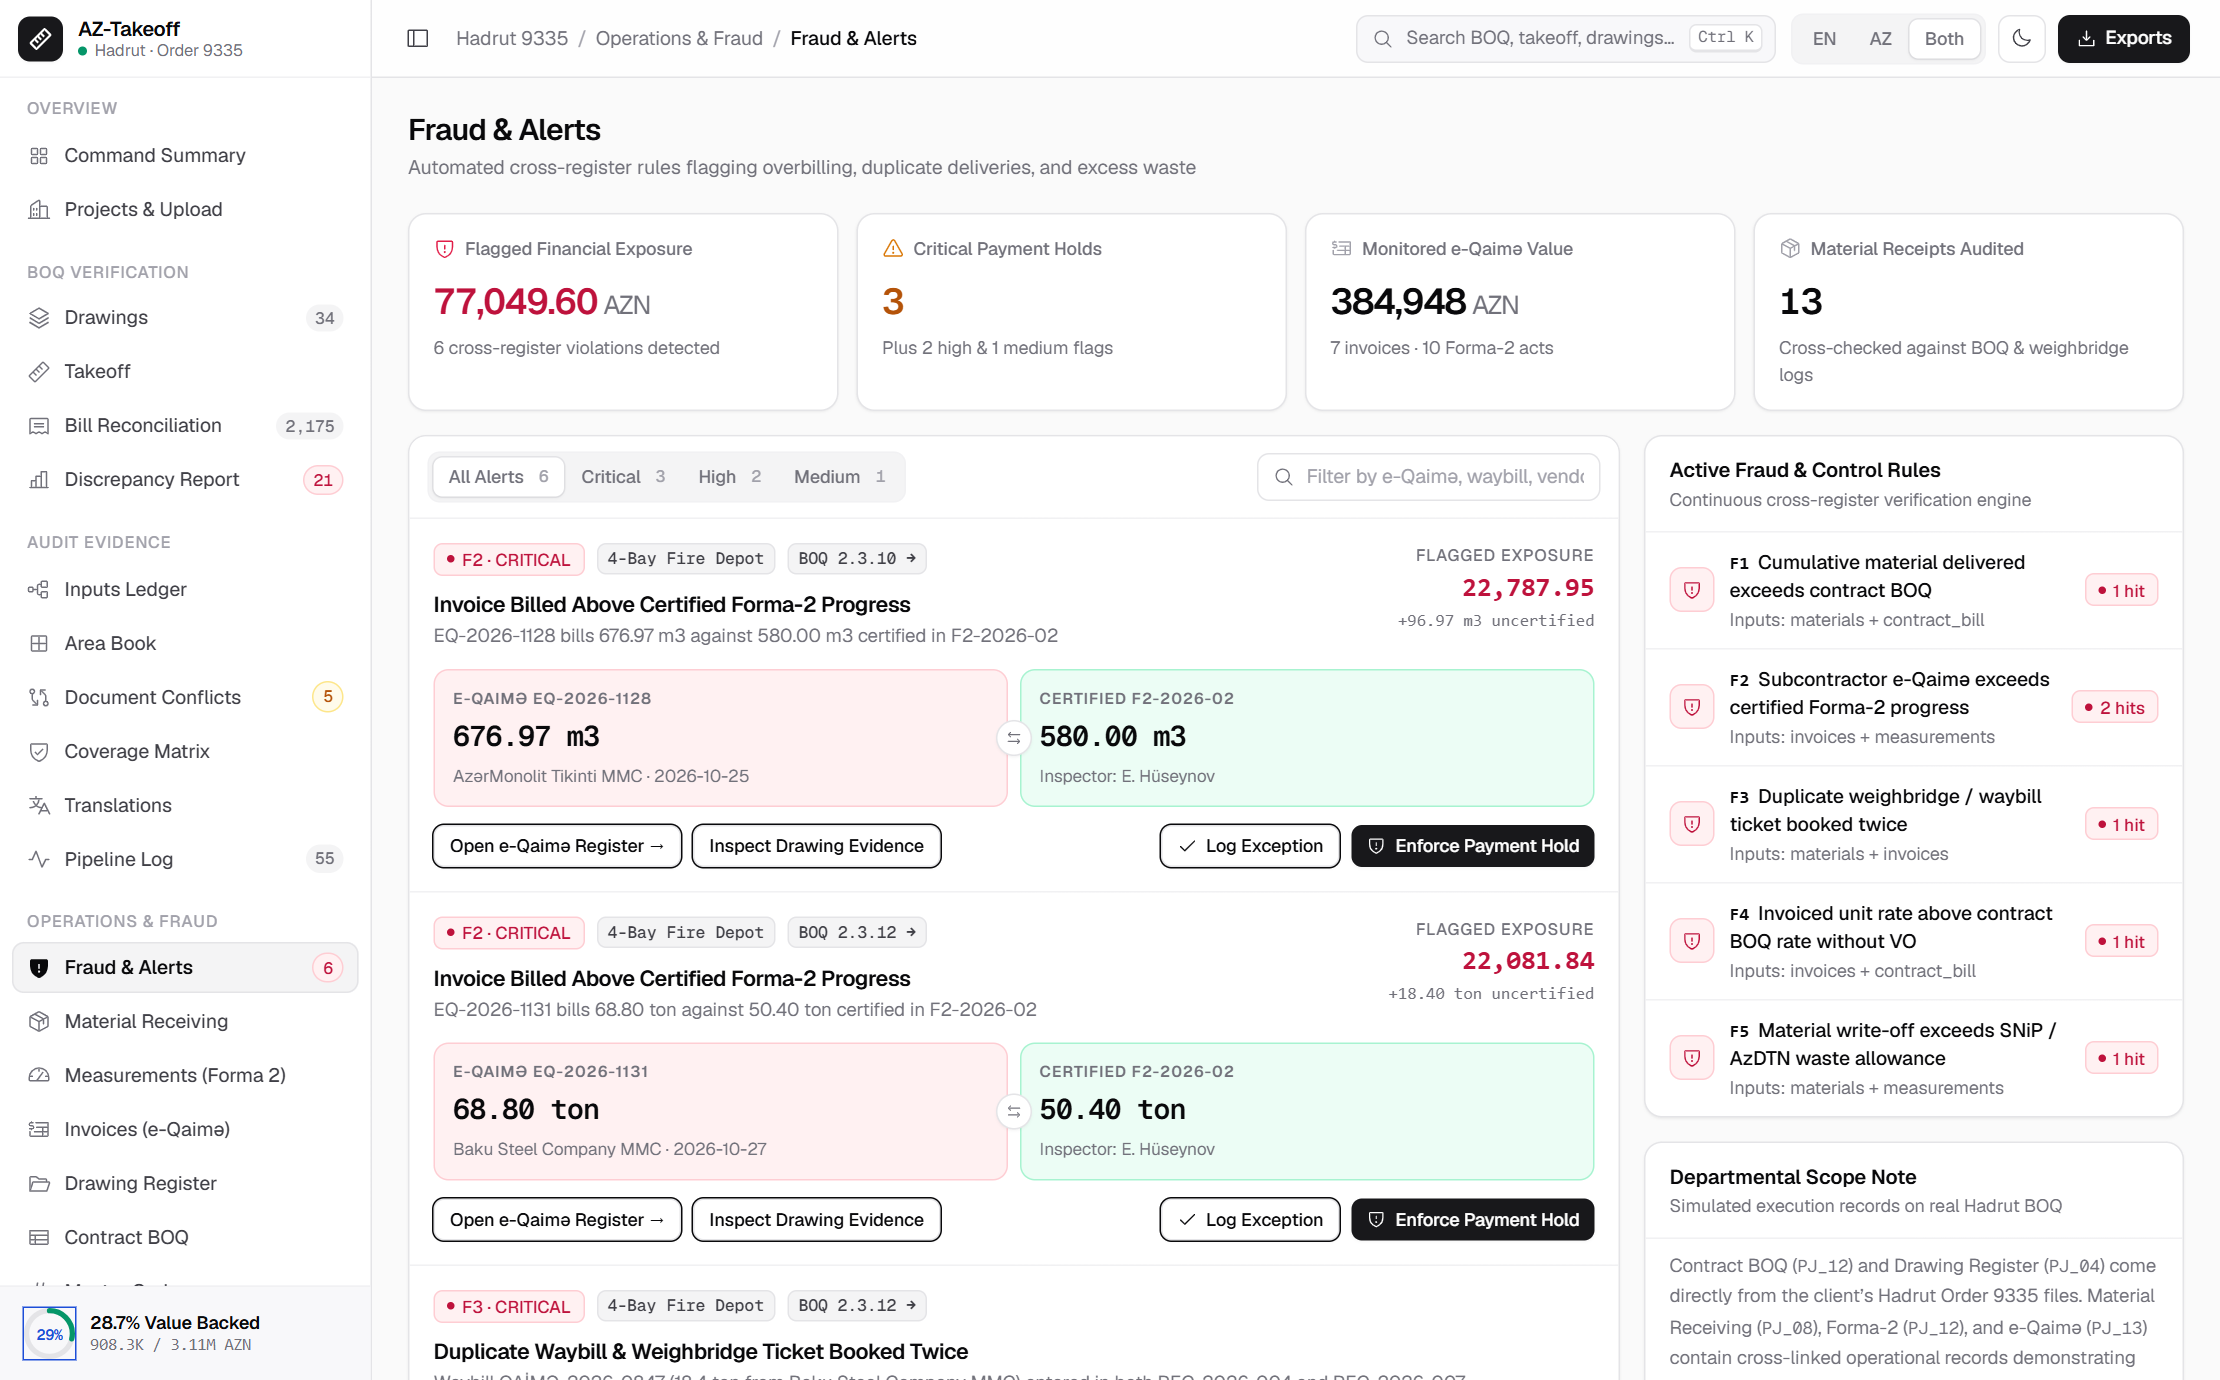 AZ-Takeoff
Hadrut · Order 9335
OVERVIEW
Command Summary
Projects & Upload
BOQ VERIFICATION
Drawings 34
Takeoff
Bill Reconciliation 2,175
Discrepancy Report 21
AUDIT EVIDENCE
Inputs Ledger
Area Book
Document Conflicts 5
Coverage Matrix
Translations
Pipeline Log 55
OPERATIONS & FRAUD
Fraud & Alerts 6
Material Receiving
Measurements (Forma 2)
Invoices (e-Qaimə)
Drawing Register
Contract BOQ
29%
28.7% Value Backed
908.3K / 3.11M AZN
Hadrut 9335 / Operations & Fraud / Fraud & Alerts
Search BOQ, takeoff, drawings... Ctrl K
EN AZ Both
Exports
Fraud & Alerts
Automated cross-register rules flagging overbilling, duplicate deliveries, and excess waste
Flagged Financial Exposure
77,049.60 AZN
6 cross-register violations detected
Critical Payment Holds
3
Plus 2 high & 1 medium flags
Monitored e-Qaimə Value
384,948 AZN
7 invoices · 10 Forma-2 acts
Material Receipts Audited
13
Cross-checked against BOQ & weighbridge
logs
All Alerts 6 Critical 3 High 2 Medium 1
Filter by e-Qaimə, waybill, vendo
F2 · CRITICAL 4-Bay Fire Depot BOQ 2.3.10 →
FLAGGED EXPOSURE
22,787.95
+96.97 m3 uncertified
Invoice Billed Above Certified Forma-2 Progress
EQ-2026-1128 bills 676.97 m3 against 580.00 m3 certified in F2-2026-02
E-QAIMƏ EQ-2026-1128
676.97 m3
AzərMonolit Tikinti MMC · 2026-10-25
CERTIFIED F2-2026-02
580.00 m3
Inspector: E. Hüseynov
Open e-Qaimə Register → Inspect Drawing Evidence Log Exception Enforce Payment Hold
F2 · CRITICAL 4-Bay Fire Depot BOQ 2.3.12 →
FLAGGED EXPOSURE
22,081.84
+18.40 ton uncertified
Invoice Billed Above Certified Forma-2 Progress
EQ-2026-1131 bills 68.80 ton against 50.40 ton certified in F2-2026-02
E-QAIMƏ EQ-2026-1131
68.80 ton
Baku Steel Company MMC · 2026-10-27
CERTIFIED F2-2026-02
50.40 ton
Inspector: E. Hüseynov
Open e-Qaimə Register → Inspect Drawing Evidence Log Exception Enforce Payment Hold
F3 · CRITICAL 4-Bay Fire Depot BOQ 2.3.12 →
Duplicate Waybill & Weighbridge Ticket Booked Twice
Active Fraud & Control Rules
Continuous cross-register verification engine
F1 Cumulative material delivered
exceeds contract BOQ
Inputs: materials + contract_bill
1 hit
F2 Subcontractor e-Qaimə exceeds
certified Forma-2 progress
Inputs: invoices + measurements
2 hits
F3 Duplicate weighbridge / waybill
ticket booked twice
Inputs: materials + invoices
1 hit
F4 Invoiced unit rate above contract
BOQ rate without VO
Inputs: invoices + contract_bill
1 hit
F5 Material write-off exceeds SNiP /
AzDTN waste allowance
Inputs: materials + measurements
1 hit
Departmental Scope Note
Simulated execution records on real Hadrut BOQ
Contract BOQ (PJ_12) and Drawing Register (PJ_04) come
directly from the client's Hadrut Order 9335 files. Material
Receiving (PJ_08), Forma-2 (PJ_12), and e-Qaimə (PJ_13)
contain cross-linked operational records demonstrating